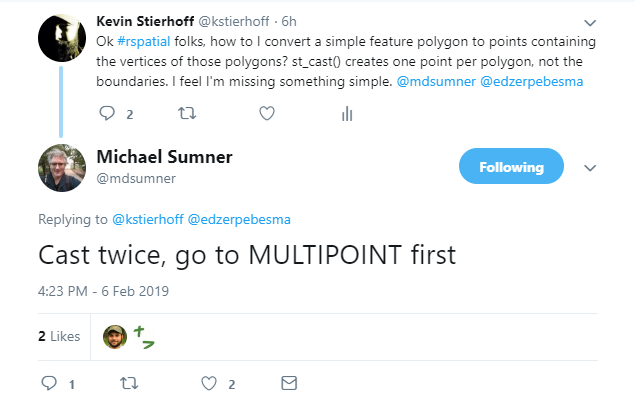 Kevin Stierhoff @kstierhoff · 6h
Ok #rspatial folks, how to I convert a simple feature polygon to points containing
the vertices of those polygons? st_cast() creates one point per polygon, not the
boundaries. I feel I'm missing something simple. @mdsumner @edzerpebesma
2
Michael Sumner
@mdsumner
Following
Replying to @kstierhoff @edzerpebesma
Cast twice, go to MULTIPOINT first
4:23 PM - 6 Feb 2019
2 Likes
1 2